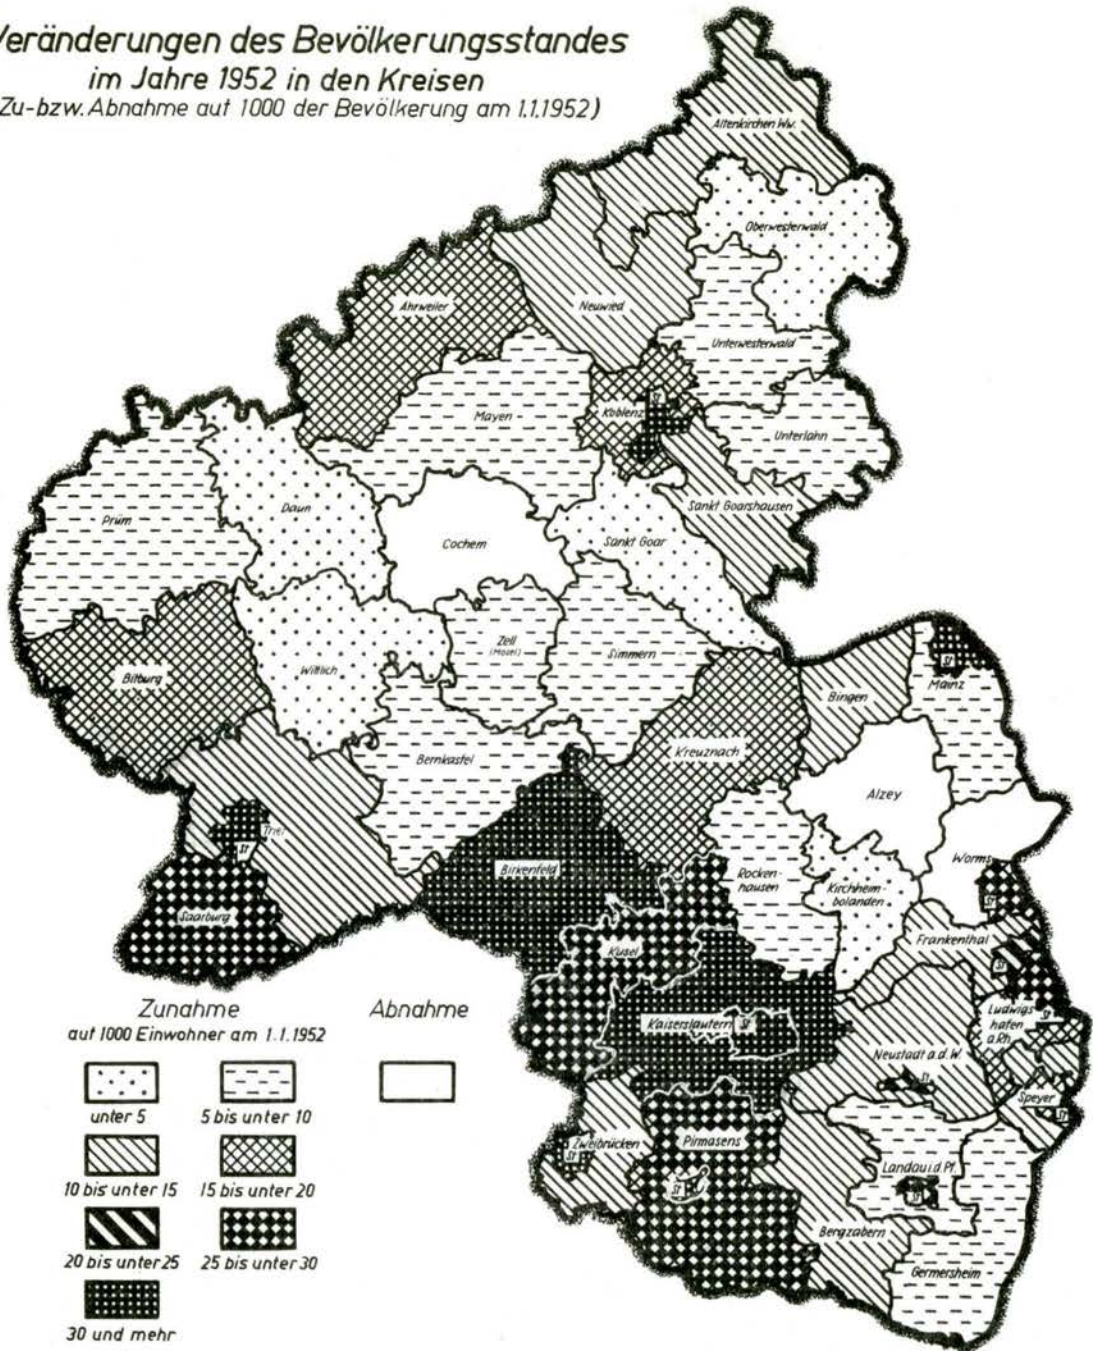 Veränderungen des Bevölkerungsstandes
im Jahre 1952 in den Kreisen
Zu-bzw. Abnahme auf 1000 der Bevölkerung am 1.1.1952)
Altenkirchen Ww.
Oberwesterwald
Ahrweiler
Neuwied
Unterwesterwald
St
Mayen
Koblenz
Unterlahn
Prüm
Daun
Sankt Goarshausen
Cochem
Sankt Goar
Zell
(Mosel)
Simmern
Bitburg
Wittlich
St
Mainz
Bingen
Kreuznach
Bernkastel
Alzey
Trier
St
Worms
Birkenfeld
Rocken-
hausen
Kirchheim-
bolanden
St
Saarburg
Frankenthal
Kusel
St
Ludwigs
hafen
a.Rh.
St
Kaiserslautern
St
Neustadt a.d.W.
St
Speyer
St
Zweibrücken
St
Pirmasens
St
Landau i.d.Pf.
St
Bergzabern
Germersheim
Zunahme
auf 1000 Einwohner am 1.1.1952
Abnahme
unter 5
5 bis unter 10
10 bis unter 15
15 bis unter 20
20 bis unter 25
25 bis unter 30
30 und mehr